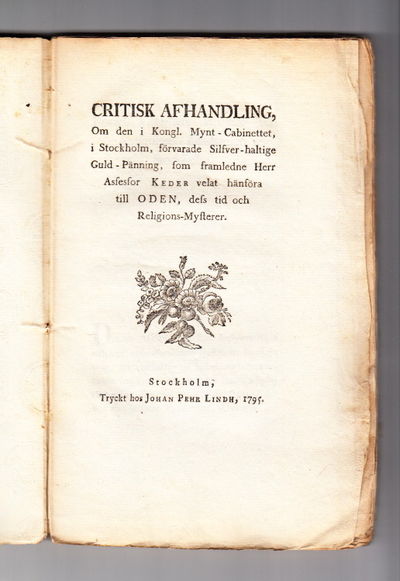 CRITISK AFHANDLING,
Om den i Kongl. Mynt-Cabinettet,
i Stockholm, förvarade Silfver-haltige
Guld-Pänning, ſom framledne Herr
Aſſeſſor KEDER velat hänföra
till ODEN, deſs tid och
Religions-Myſterer.
Stockholm,
Tryckt hos JOHAN PEHR LINDH, 1795.